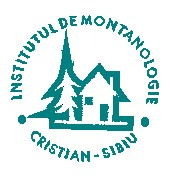 INSTITUTUL DE MONTANOLOGIE
CRISTIAN - SIBIU